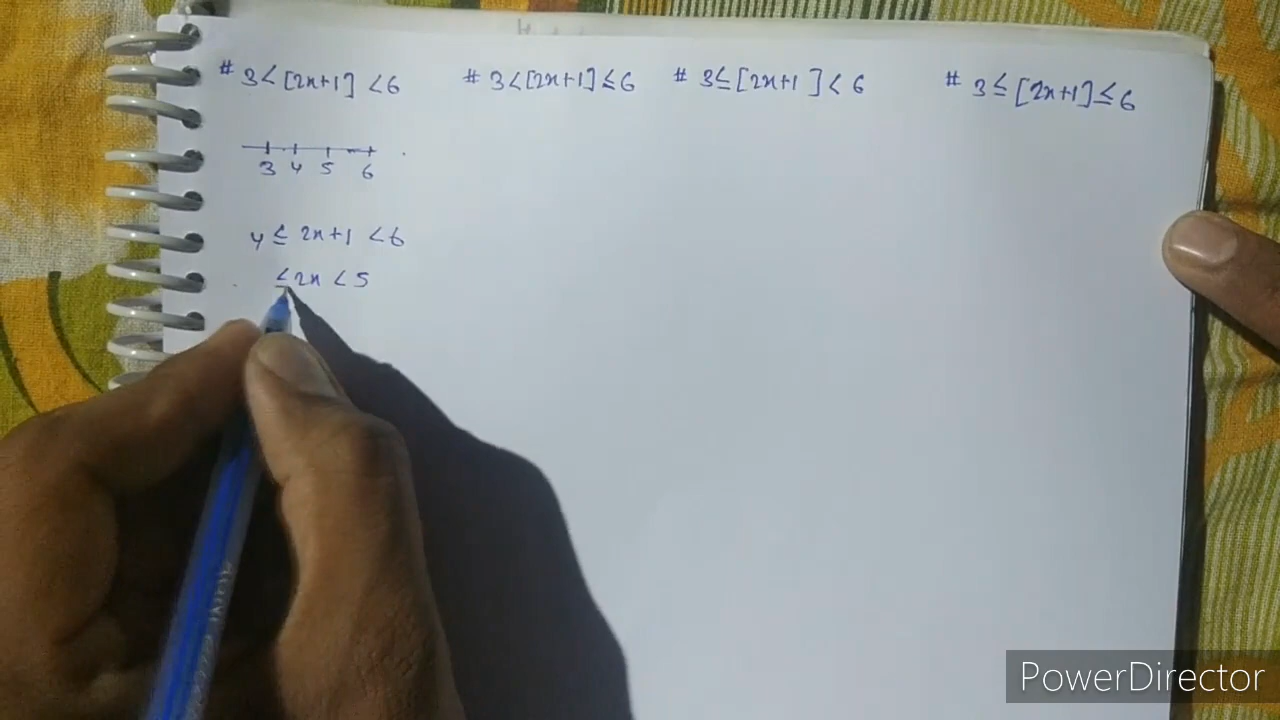 # 3 < [2x+1] < 6 # 3 < [2x+1] ≤ 6 # 3 ≤ [2x+1] < 6 # 3 ≤ [2x+1] ≤ 6
3 4 5 6
4 ≤ 2x+1 < 6
≤ 2x < 5
PowerDirector